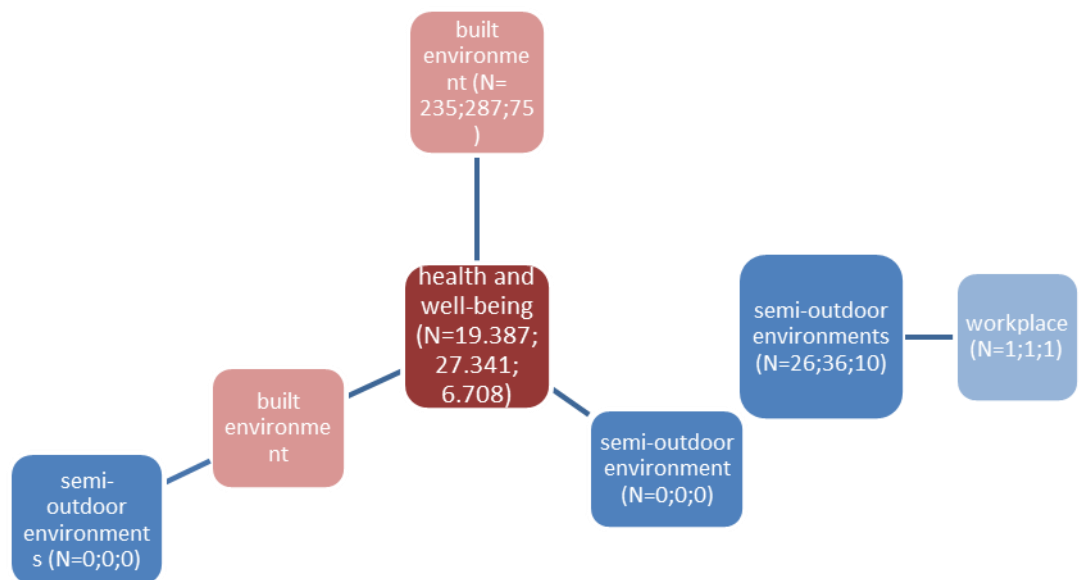 built
environme
nt (N=
235;287;75
)
health and
well-being
(N=19.387;
27.341;
6.708)
semi-outdoor
environments
(N=26;36;10)
workplace
(N=1;1;1)
built
environme
nt
semi-outdoor
environment
(N=0;0;0)
semi-
outdoor
environment
s (N=0;0;0)